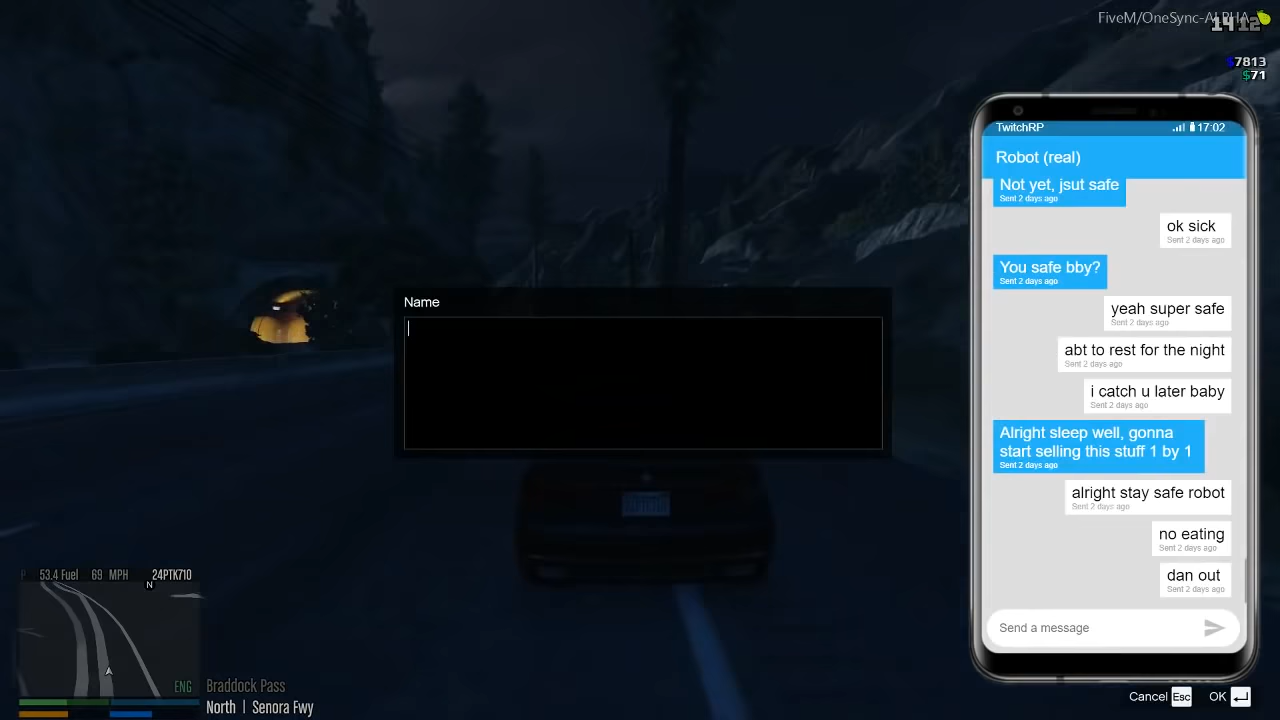 FiveM/OneSync-ALPHA
1412
$7813
$71
TwitchRP
17:02
Robot (real)
Not yet, jsut safe
Sent 2 days ago
ok sick
Sent 2 days ago
You safe bby?
Sent 2 days ago
yeah super safe
Sent 2 days ago
abt to rest for the night
Sent 2 days ago
i catch u later baby
Sent 2 days ago
Alright sleep well, gonna
start selling this stuff 1 by 1
Sent 2 days ago
alright stay safe robot
Sent 2 days ago
no eating
Sent 2 days ago
dan out
Sent 2 days ago
Send a message
Name
P 53.4 Fuel 69 MPH 24PTK710
N
ENG
Braddock Pass
North | Senora Fwy
Cancel Esc OK